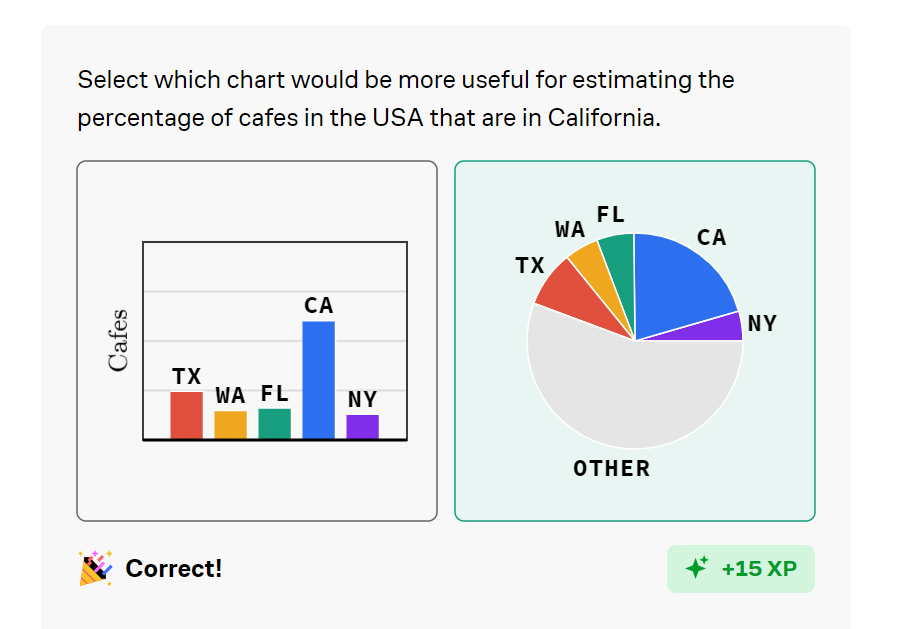 Select which chart would be more useful for estimating the
percentage of cafes in the USA that are in California.
Cafes
TX
WA
FL
CA
NY
TX
WA
FL
CA
NY
OTHER
Correct!
+15 XP